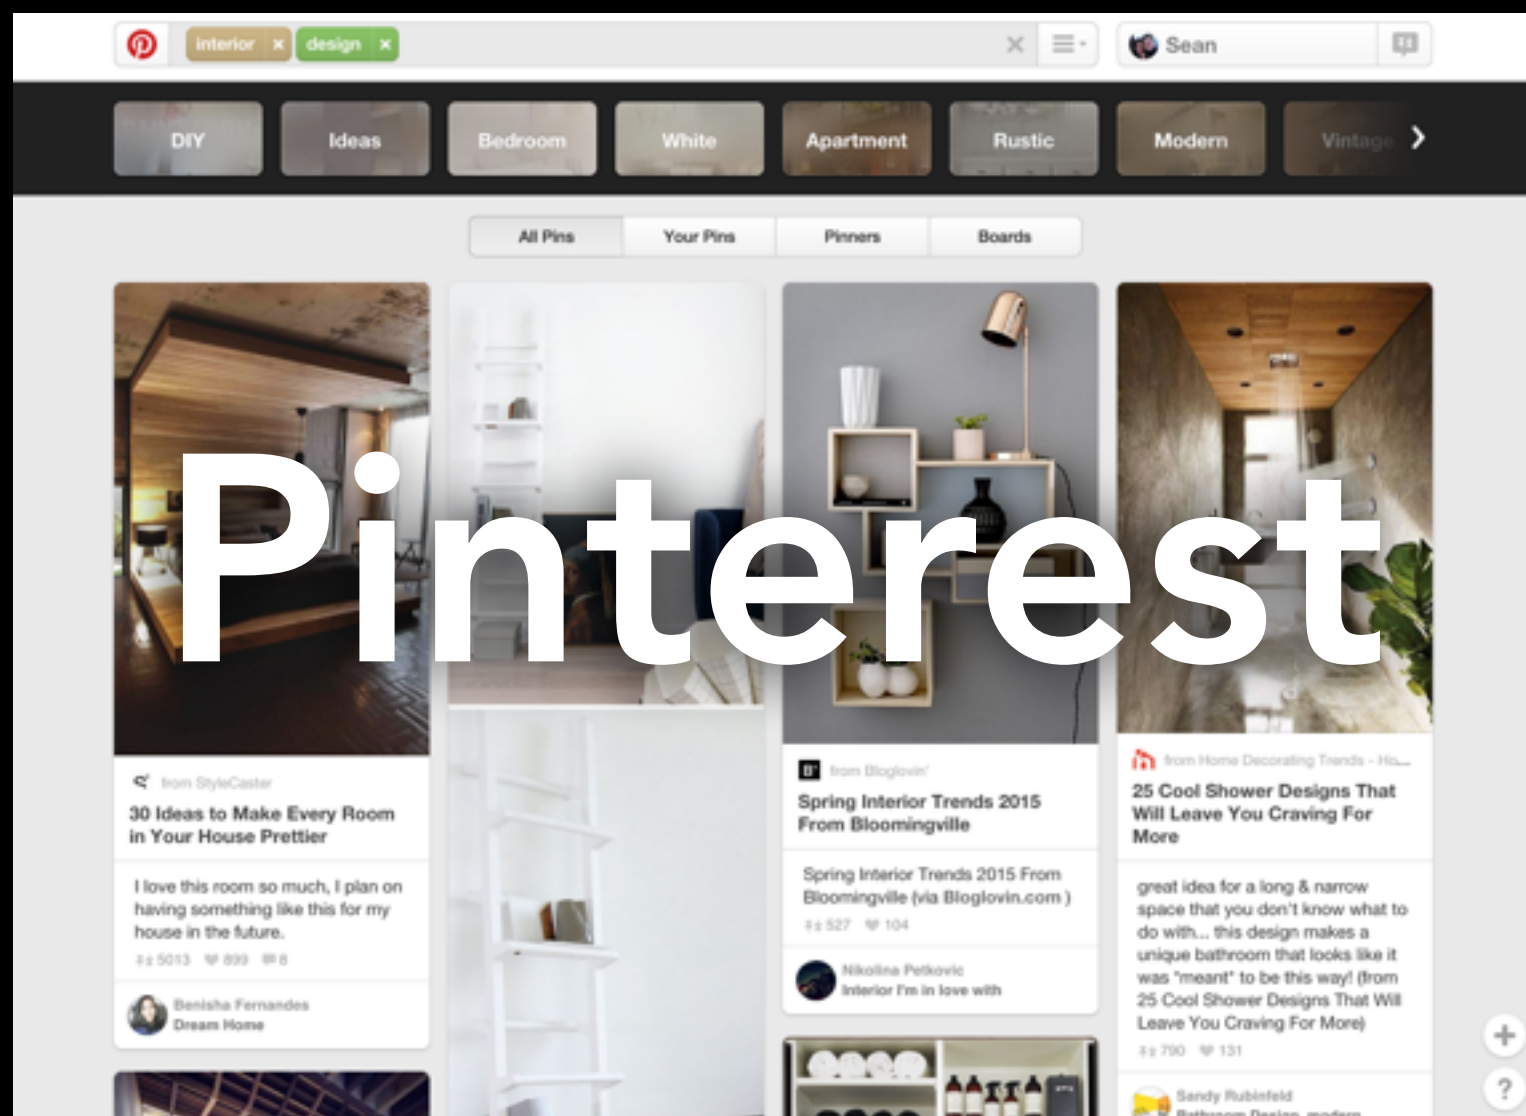 interior × design ×
Sean
DIY Ideas Bedroom White Apartment Rustic Modern Vintage
All Pins Your Pins Pinners Boards
Pinterest
from StyleCaster
30 Ideas to Make Every Room
in Your House Prettier
I love this room so much, I plan on
having something like this for my
house in the future.
5013 899 8
Benisha Fernandes
Dream Home
B+ from Bloglovin'
Spring Interior Trends 2015
From Bloomingville
Spring Interior Trends 2015 From
Bloomingville (via Bloglovin.com )
527 104
Nikolina Petkovic
Interior I'm in love with
from Home Decorating Trends - Ho...
25 Cool Shower Designs That
Will Leave You Craving For
More
great idea for a long & narrow
space that you don't know what to
do with... this design makes a
unique bathroom that looks like it
was "meant" to be this way! (from
25 Cool Shower Designs That Will
Leave You Craving For More)
790 131
Sandy Rubinfeld
Bathroom Design, modern
+
?